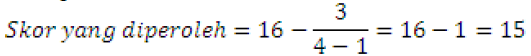 Skor yang diperoleh = 16 − 3/(4 − 1) = 16 − 1 = 15